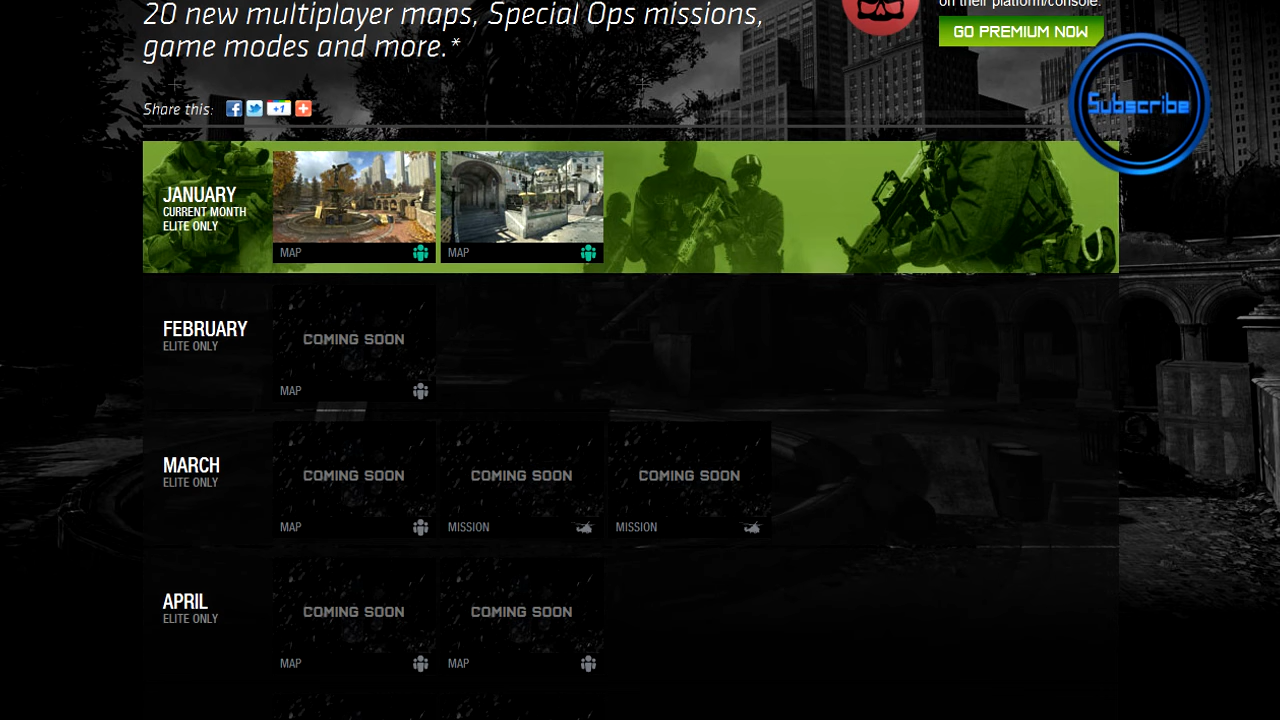 20 new multiplayer maps, Special Ops missions,
game modes and more.*
on their platform/console.
GO PREMIUM NOW
Subscribe
Share this:
+1
JANUARY
CURRENT MONTH
ELITE ONLY
MAP
MAP
FEBRUARY
ELITE ONLY
COMING SOON
MAP
MARCH
ELITE ONLY
COMING SOON
COMING SOON
COMING SOON
MAP
MISSION
MISSION
APRIL
ELITE ONLY
COMING SOON
COMING SOON
MAP
MAP